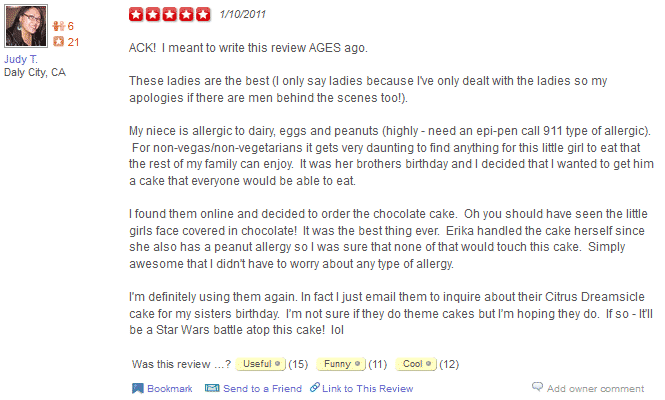 1/10/2011
6
21
Judy T.
Daly City, CA
ACK!  I meant to write this review AGES ago.
These ladies are the best (I only say ladies because I've only dealt with the ladies so my
apologies if there are men behind the scenes too!).
My niece is allergic to dairy, eggs and peanuts (highly - need an epi-pen call 911 type of allergic).
For non-vegas/non-vegetarians it gets very daunting to find anything for this little girl to eat that
the rest of my family can enjoy.  It was her brothers birthday and I decided that I wanted to get him
a cake that everyone would be able to eat.
I found them online and decided to order the chocolate cake.  Oh you should have seen the little
girls face covered in chocolate!  It was the best thing ever.  Erika handled the cake herself since
she also has a peanut allergy so I was sure that none of that would touch this cake.  Simply
awesome that I didn't have to worry about any type of allergy.
I'm definitely using them again. In fact I just email them to inquire about their Citrus Dreamsicle
cake for my sisters birthday.  I'm not sure if they do theme cakes but I'm hoping they do.  If so - It'll
be a Star Wars battle atop this cake!  lol
Was this review ...? Useful (15) Funny (11) Cool (12)
Bookmark Send to a Friend Link to This Review Add owner comment